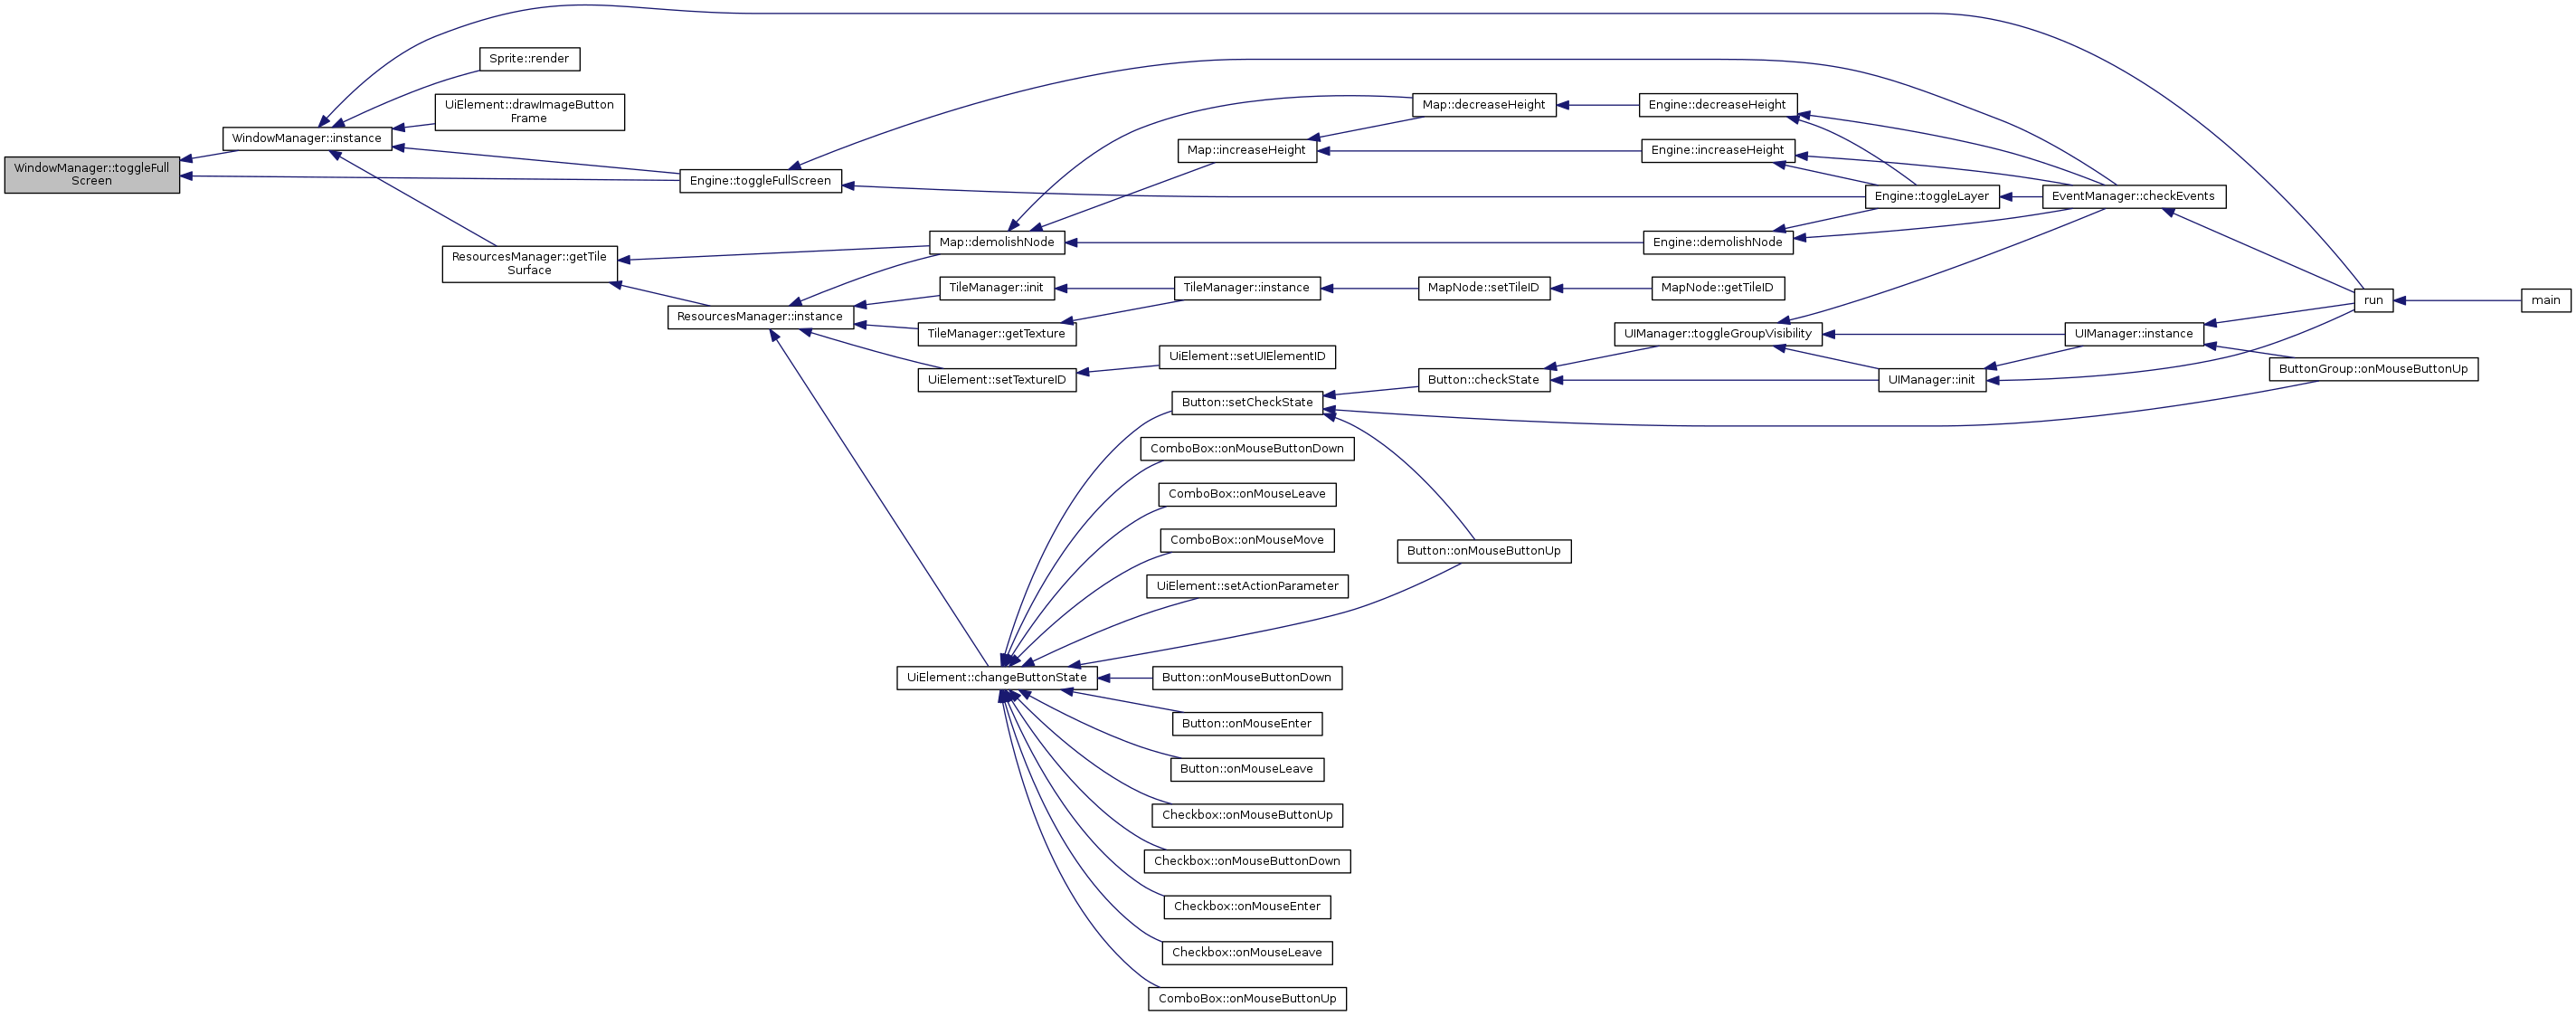 Sprite::render
UiElement::drawImageButton
Frame
WindowManager::instance
WindowManager::toggleFull
Screen
Engine::toggleFullScreen
ResourcesManager::getTile
Surface
ResourcesManager::instance
Map::decreaseHeight
Engine::decreaseHeight
Map::increaseHeight
Engine::increaseHeight
Engine::toggleLayer
EventManager::checkEvents
Map::demolishNode
Engine::demolishNode
TileManager::init
TileManager::instance
MapNode::setTileID
MapNode::getTileID
run
main
TileManager::getTexture
UIManager::toggleGroupVisibility
UIManager::instance
UiElement::setUIElementID
UiElement::setTextureID
Button::checkState
UIManager::init
ButtonGroup::onMouseButtonUp
Button::setCheckState
ComboBox::onMouseButtonDown
ComboBox::onMouseLeave
ComboBox::onMouseMove
Button::onMouseButtonUp
UiElement::setActionParameter
UiElement::changeButtonState
Button::onMouseButtonDown
Button::onMouseEnter
Button::onMouseLeave
Checkbox::onMouseButtonUp
Checkbox::onMouseButtonDown
Checkbox::onMouseEnter
Checkbox::onMouseLeave
ComboBox::onMouseButtonUp